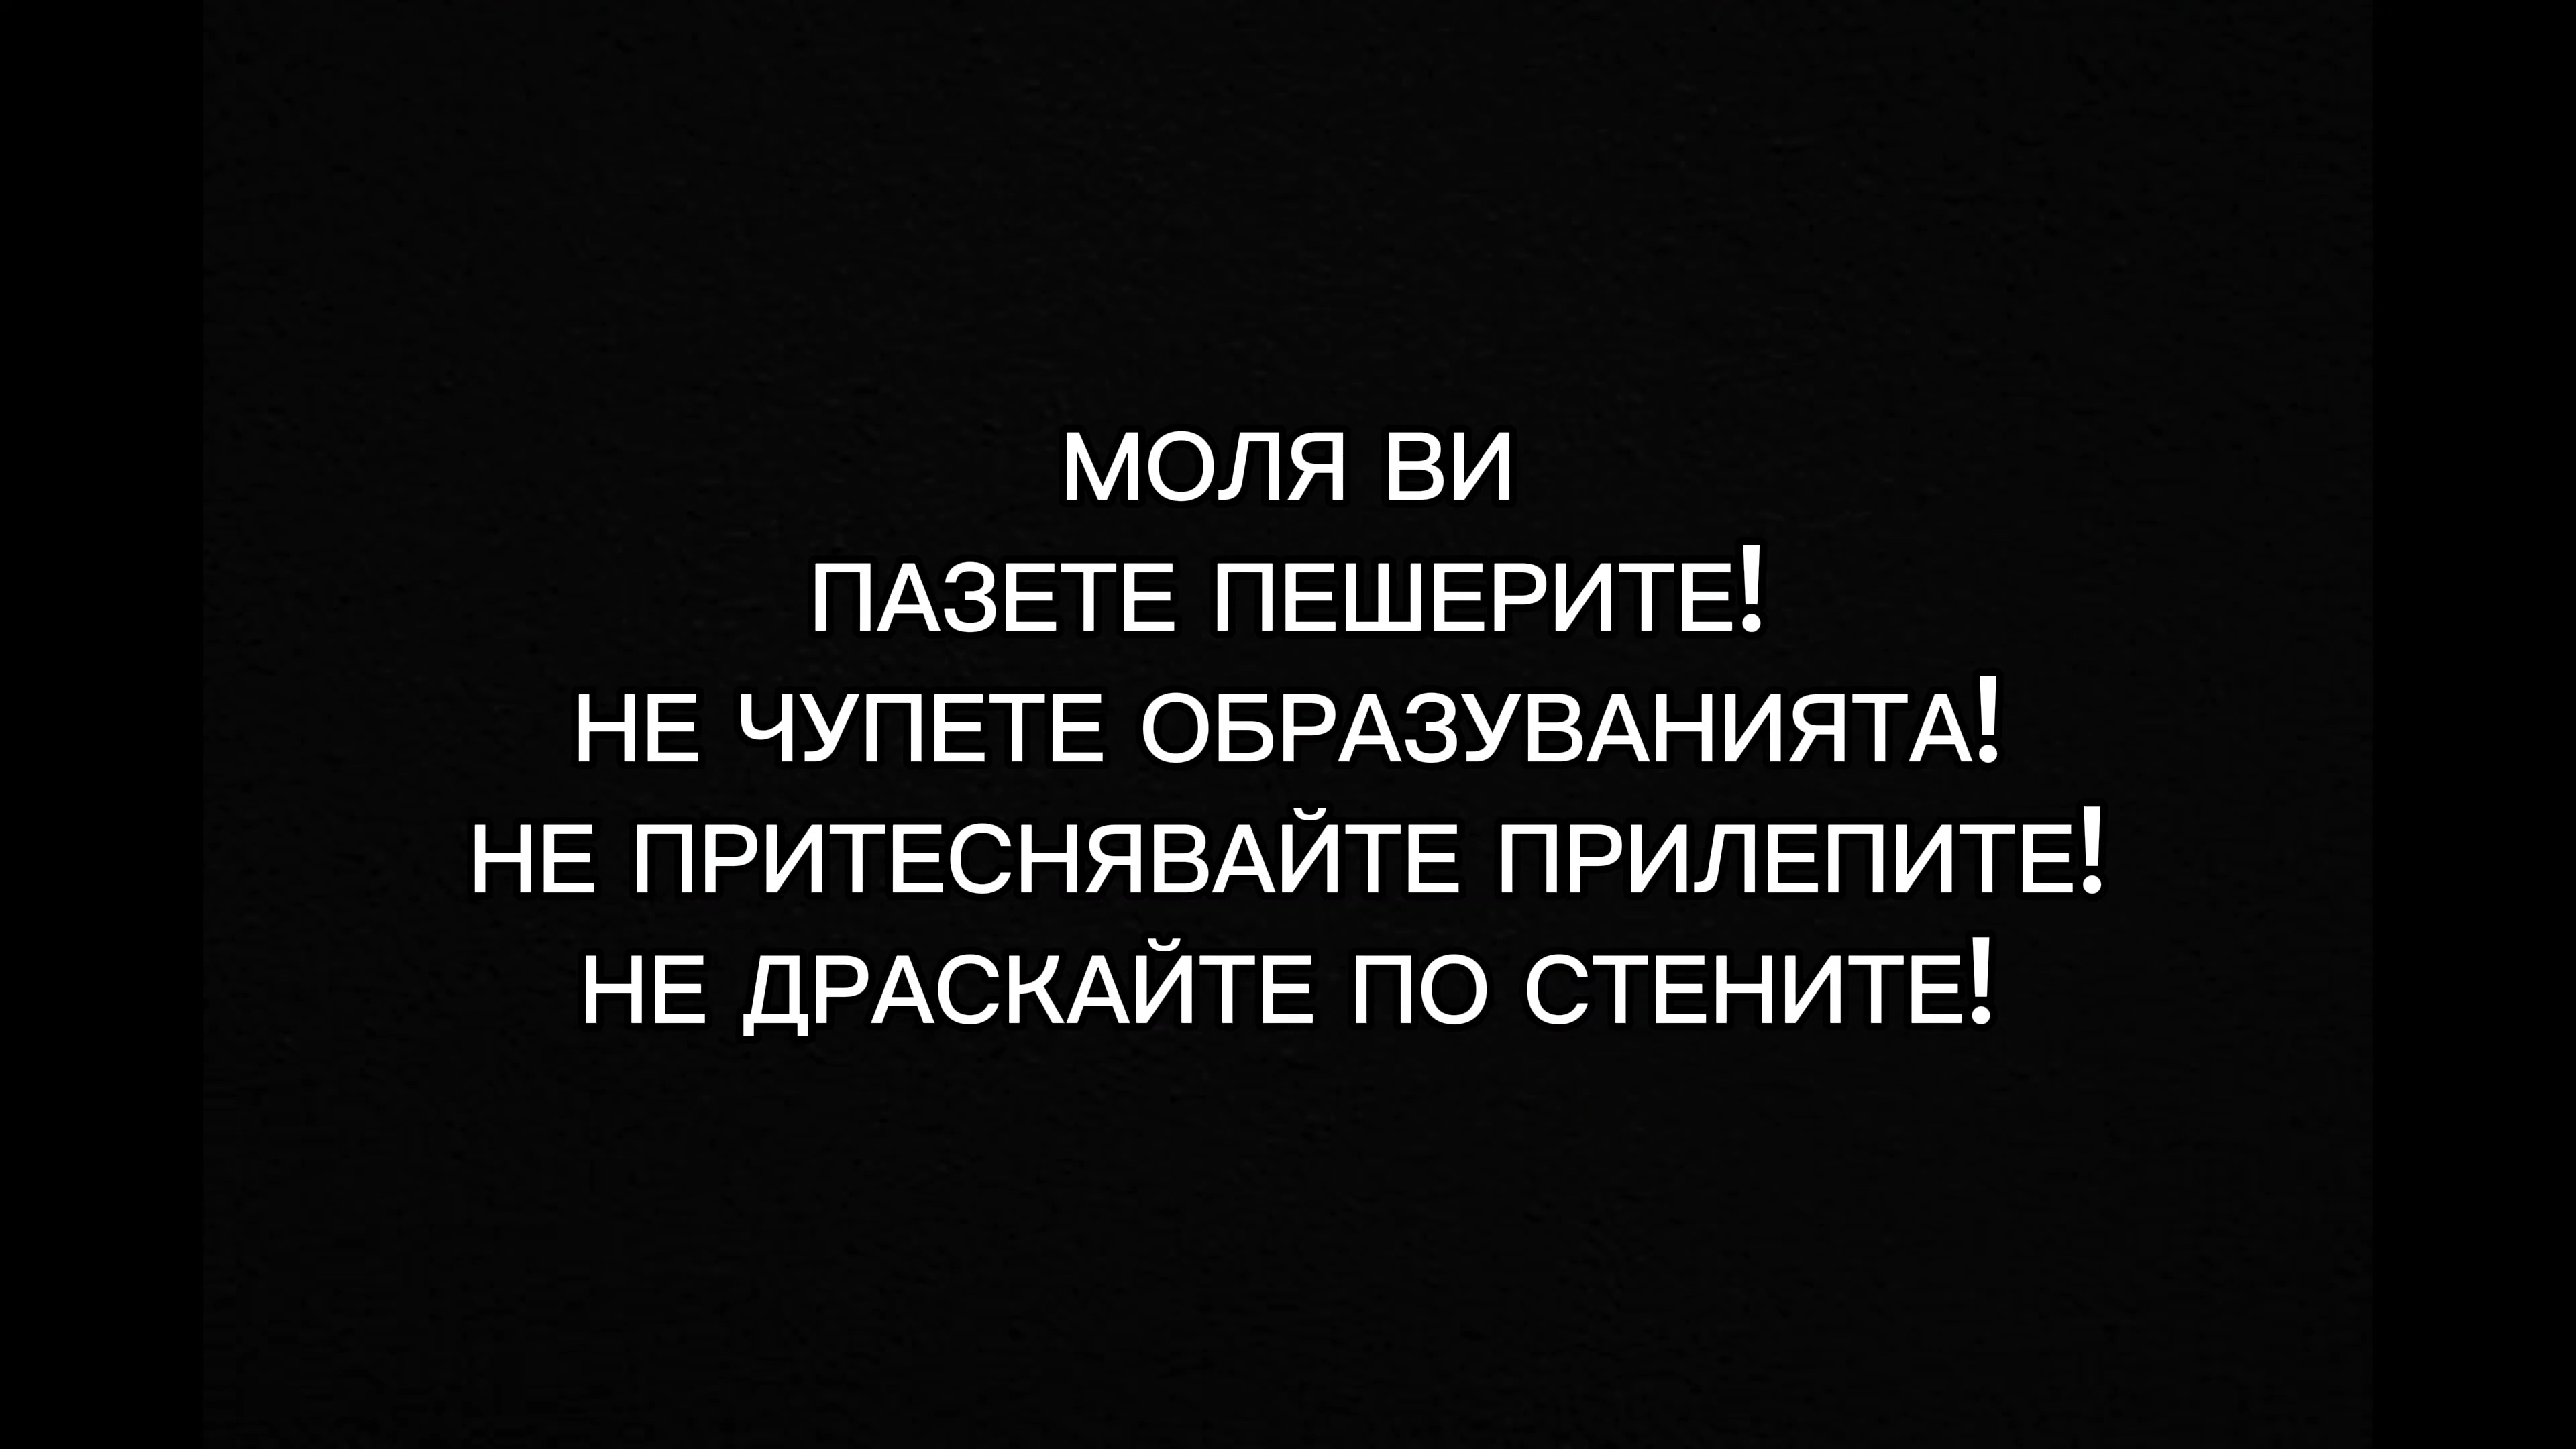 МОЛЯ ВИ
ПАЗЕТЕ ПЕШЕРИТЕ!
НЕ ЧУПЕТЕ ОБРАЗУВАНИЯТА!
НЕ ПРИТЕСНЯВАЙТЕ ПРИЛЕПИТЕ!
НЕ ДРАСКАЙТЕ ПО СТЕНИТЕ!